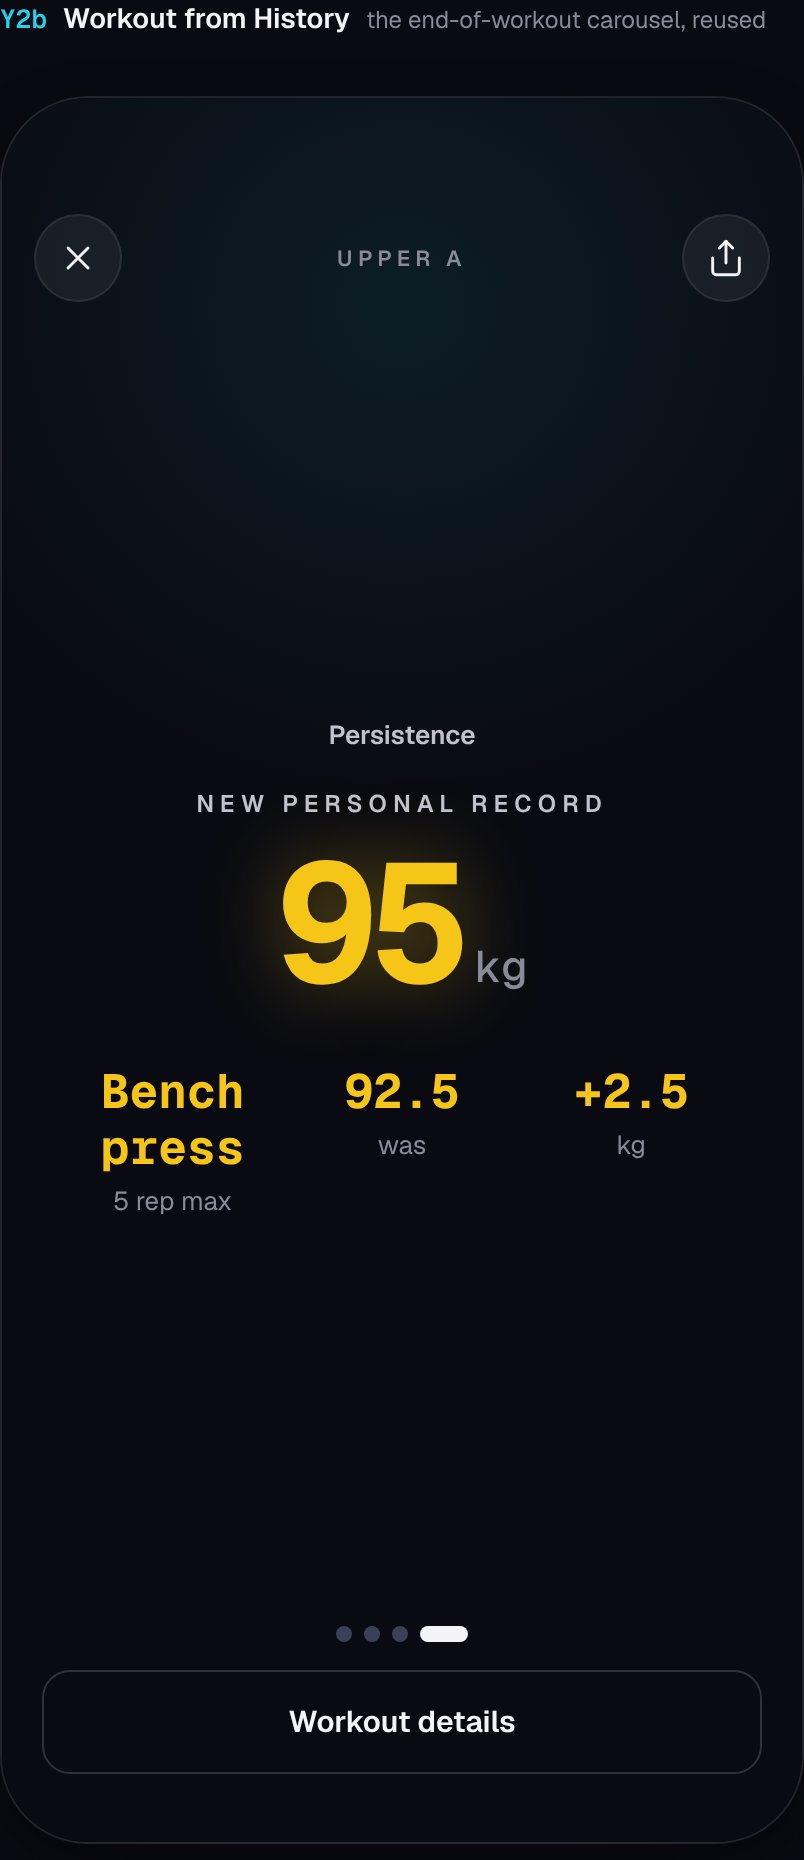 Y2b Workout from History the end-of-workout carousel, reused
UPPER A
Persistence
NEW PERSONAL RECORD
95 kg
Bench press
5 rep max
92.5
was
+2.5
kg
Workout details